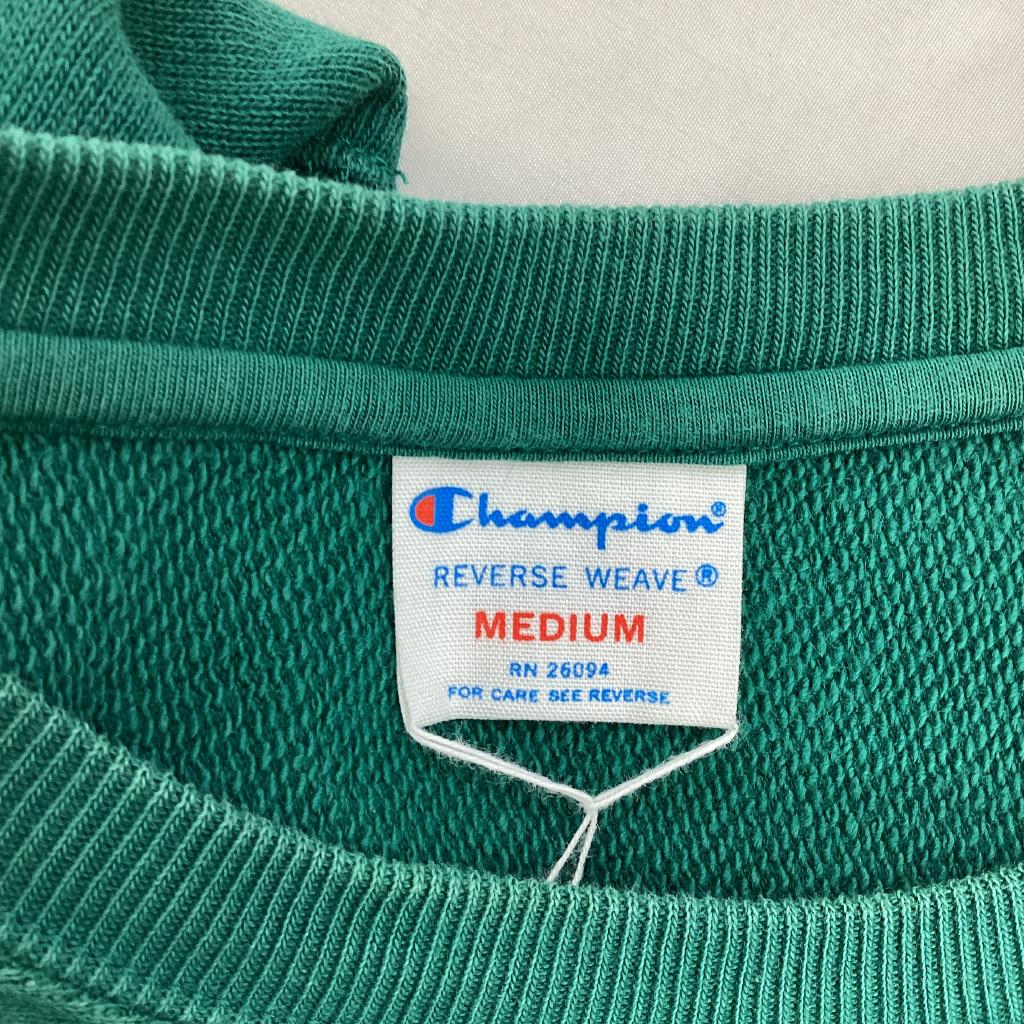 Champion®
REVERSE WEAVE®
MEDIUM
RN 26094
FOR CARE SEE REVERSE